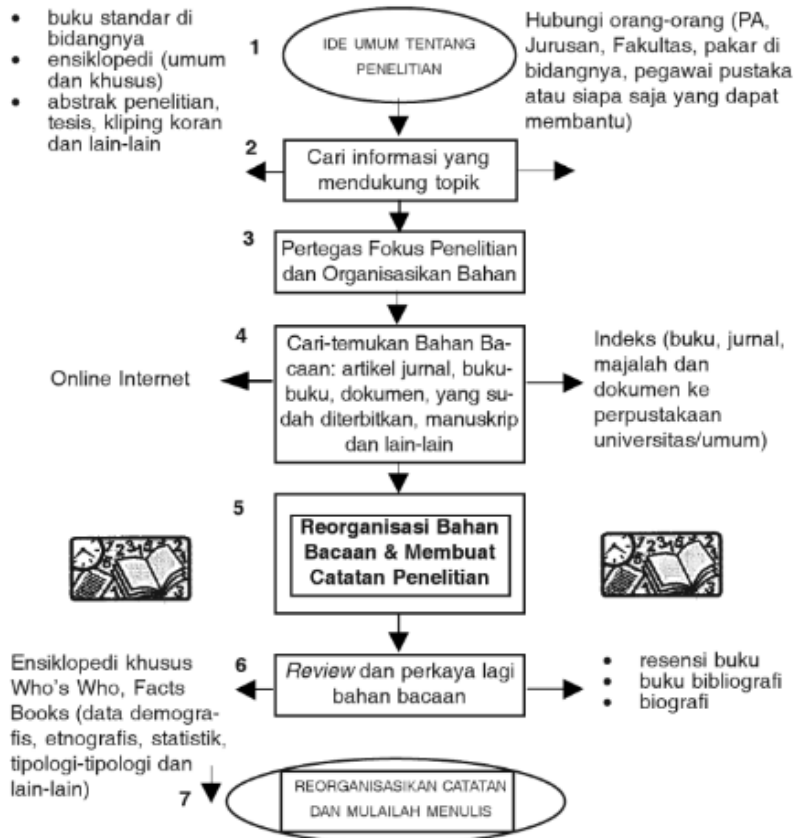 • buku standar di
bidangnya
• ensiklopedi (umum
dan khusus)
• abstrak penelitian,
tesis, kliping koran
dan lain-lain
1
IDE UMUM TENTANG
PENELITIAN
Hubungi orang-orang (PA,
Jurusan, Fakultas, pakar di
bidangnya, pegawai pustaka
atau siapa saja yang dapat
membantu)
2
Cari informasi yang
mendukung topik
3
Pertegas Fokus Penelitian
dan Organisasikan Bahan
4
Cari-temukan Bahan Ba-
caan: artikel jurnal, buku-
buku, dokumen, yang su-
dah diterbitkan, manuskrip
dan lain-lain
Online Internet
Indeks (buku, jurnal,
majalah dan
dokumen ke
perpustakaan
universitas/umum)
5
Reorganisasi Bahan
Bacaan & Membuat
Catatan Penelitian
Ensiklopedi khusus
Who's Who, Facts
Books (data demogra-
fis, etnografis, statistik,
tipologi-tipologi dan
lain-lain)
6
Review dan perkaya lagi
bahan bacaan
• resensi buku
• buku bibliografi
• biografi
7
REORGANISASIKAN CATATAN
DAN MULAILAH MENULIS